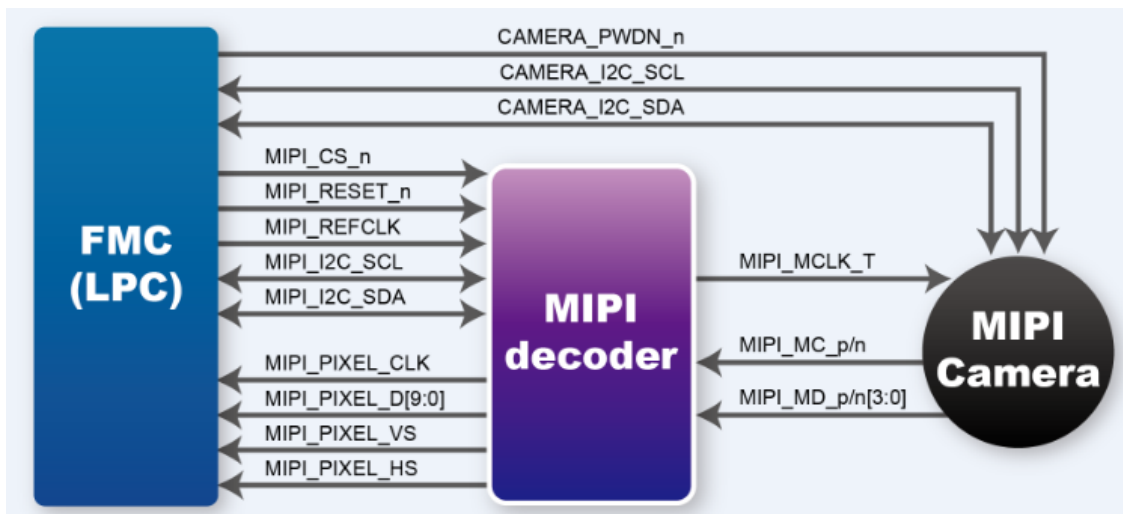 CAMERA_PWDN_n
CAMERA_I2C_SCL
CAMERA_I2C_SDA
MIPI_CS_n
MIPI_RESET_n
MIPI_REFCLK
MIPI_I2C_SCL
MIPI_I2C_SDA
MIPI_PIXEL_CLK
MIPI_PIXEL_D[9:0]
MIPI_PIXEL_VS
MIPI_PIXEL_HS
FMC
(LPC)
MIPI
decoder
MIPI_MCLK_T
MIPI_MC_p/n
MIPI_MD_p/n[3:0]
MIPI
Camera